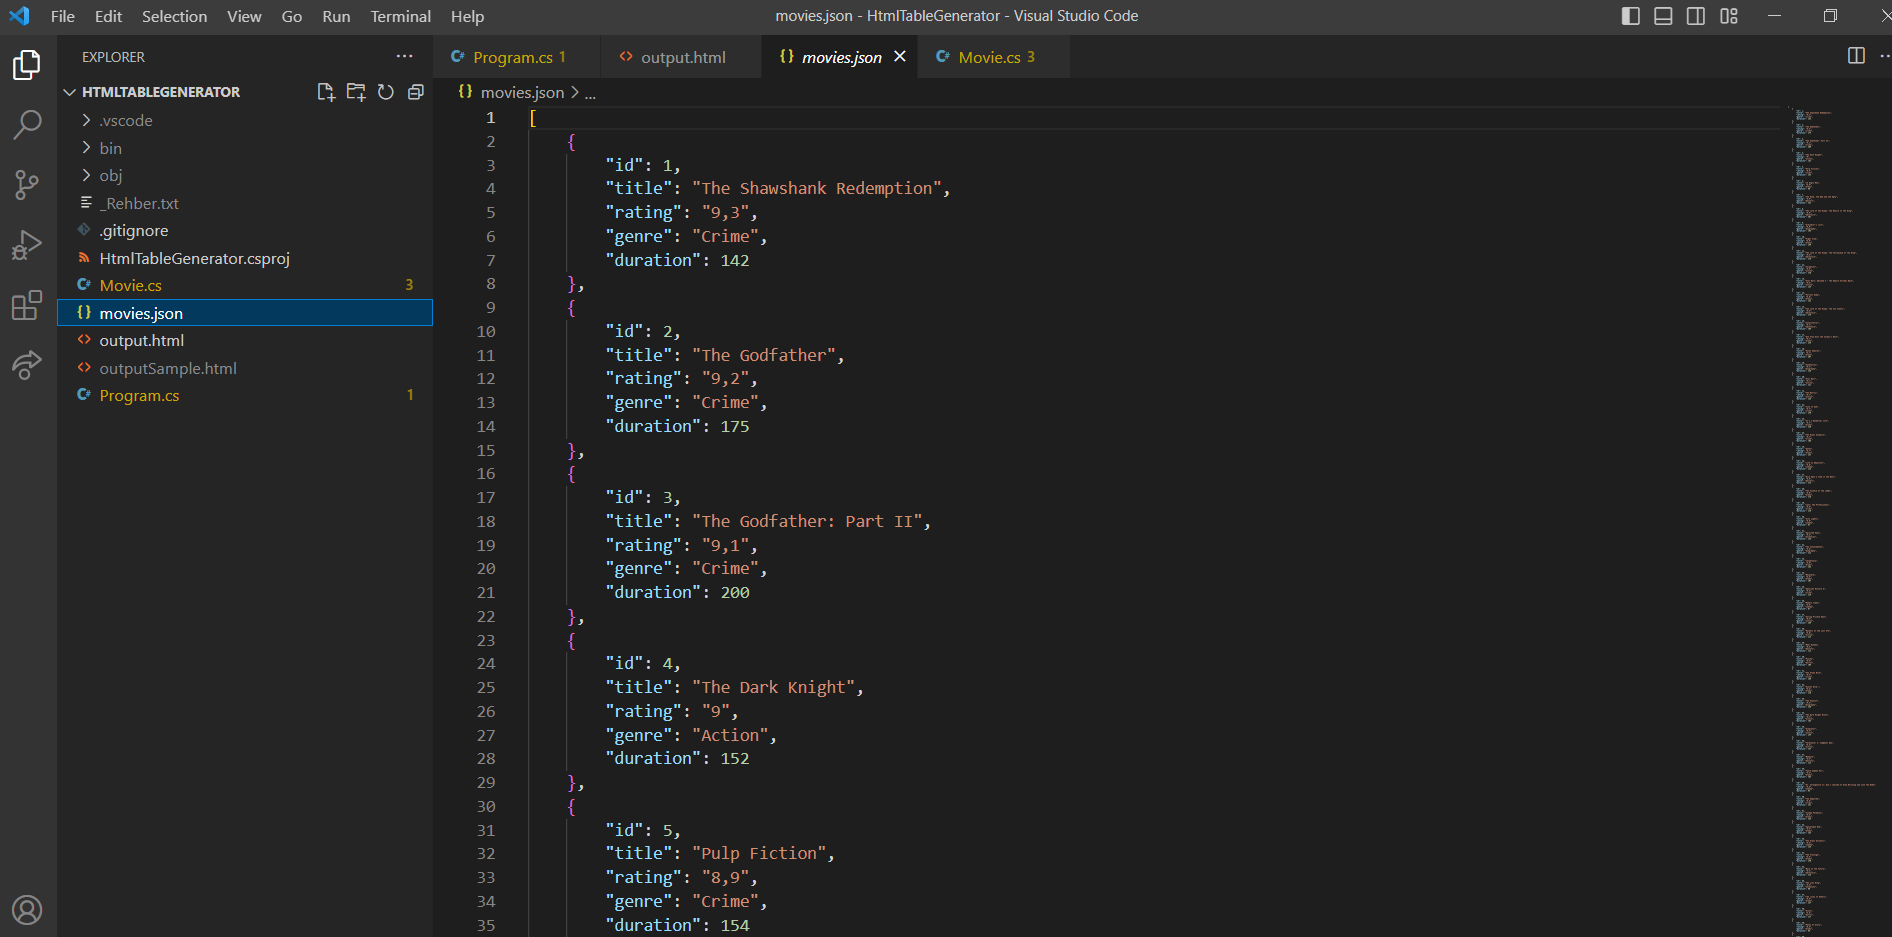 File Edit Selection View Go Run Terminal Help
movies.json - HtmlTableGenerator - Visual Studio Code
EXPLORER
HTMLTABLEGENERATOR
.vscode
bin
obj
_Rehber.txt
.gitignore
HtmlTableGenerator.csproj
Movie.cs 3
movies.json
output.html
outputSample.html
Program.cs 1
Program.cs 1 output.html movies.json Movie.cs 3
movies.json > ...
1 [
2 {
3 "id": 1,
4 "title": "The Shawshank Redemption",
5 "rating": "9,3",
6 "genre": "Crime",
7 "duration": 142
8 },
9 {
10 "id": 2,
11 "title": "The Godfather",
12 "rating": "9,2",
13 "genre": "Crime",
14 "duration": 175
15 },
16 {
17 "id": 3,
18 "title": "The Godfather: Part II",
19 "rating": "9,1",
20 "genre": "Crime",
21 "duration": 200
22 },
23 {
24 "id": 4,
25 "title": "The Dark Knight",
26 "rating": "9",
27 "genre": "Action",
28 "duration": 152
29 },
30 {
31 "id": 5,
32 "title": "Pulp Fiction",
33 "rating": "8,9",
34 "genre": "Crime",
35 "duration": 154